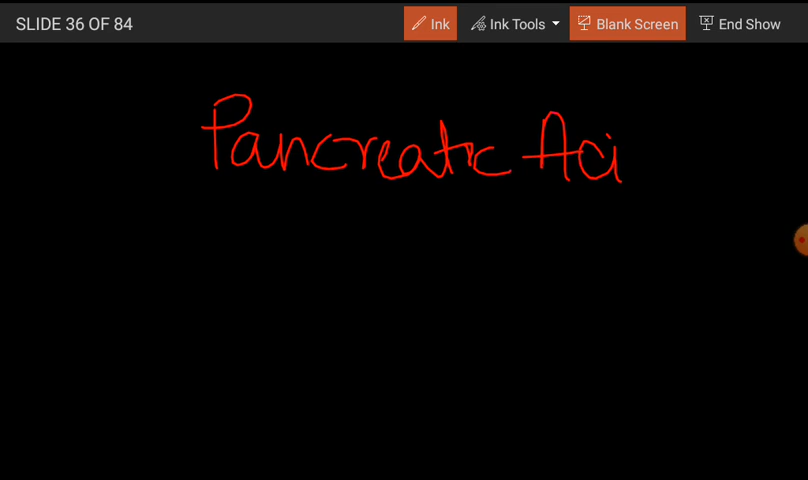 SLIDE 36 OF 84 Ink Ink Tools Blank Screen End Show
Pancreatic Aci